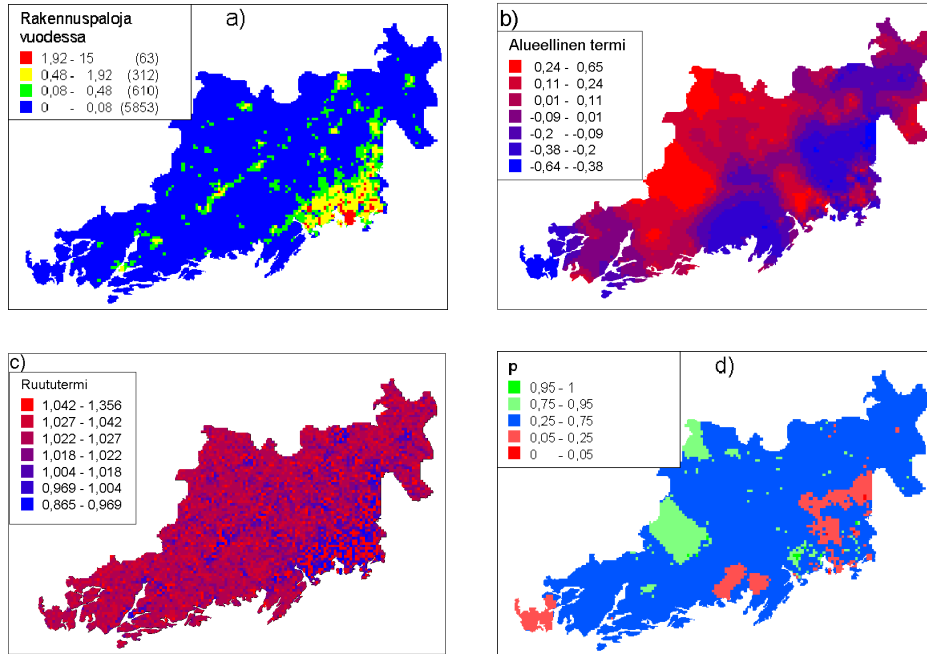 a)
Rakennuspaloja
vuodessa
1,92 - 15 (63)
0,48 - 1,92 (312)
0,08 - 0,48 (610)
0 - 0,08 (5853)
b)
Alueellinen termi
0,24 - 0,65
0,11 - 0,24
0,01 - 0,11
-0,09 - 0,01
-0,2 - -0,09
-0,38 - -0,2
-0,64 - -0,38
c)
Ruututermi
1,042 - 1,356
1,027 - 1,042
1,022 - 1,027
1,018 - 1,022
1,004 - 1,018
0,969 - 1,004
0,865 - 0,969
d)
p
0,95 - 1
0,75 - 0,95
0,25 - 0,75
0,05 - 0,25
0 - 0,05